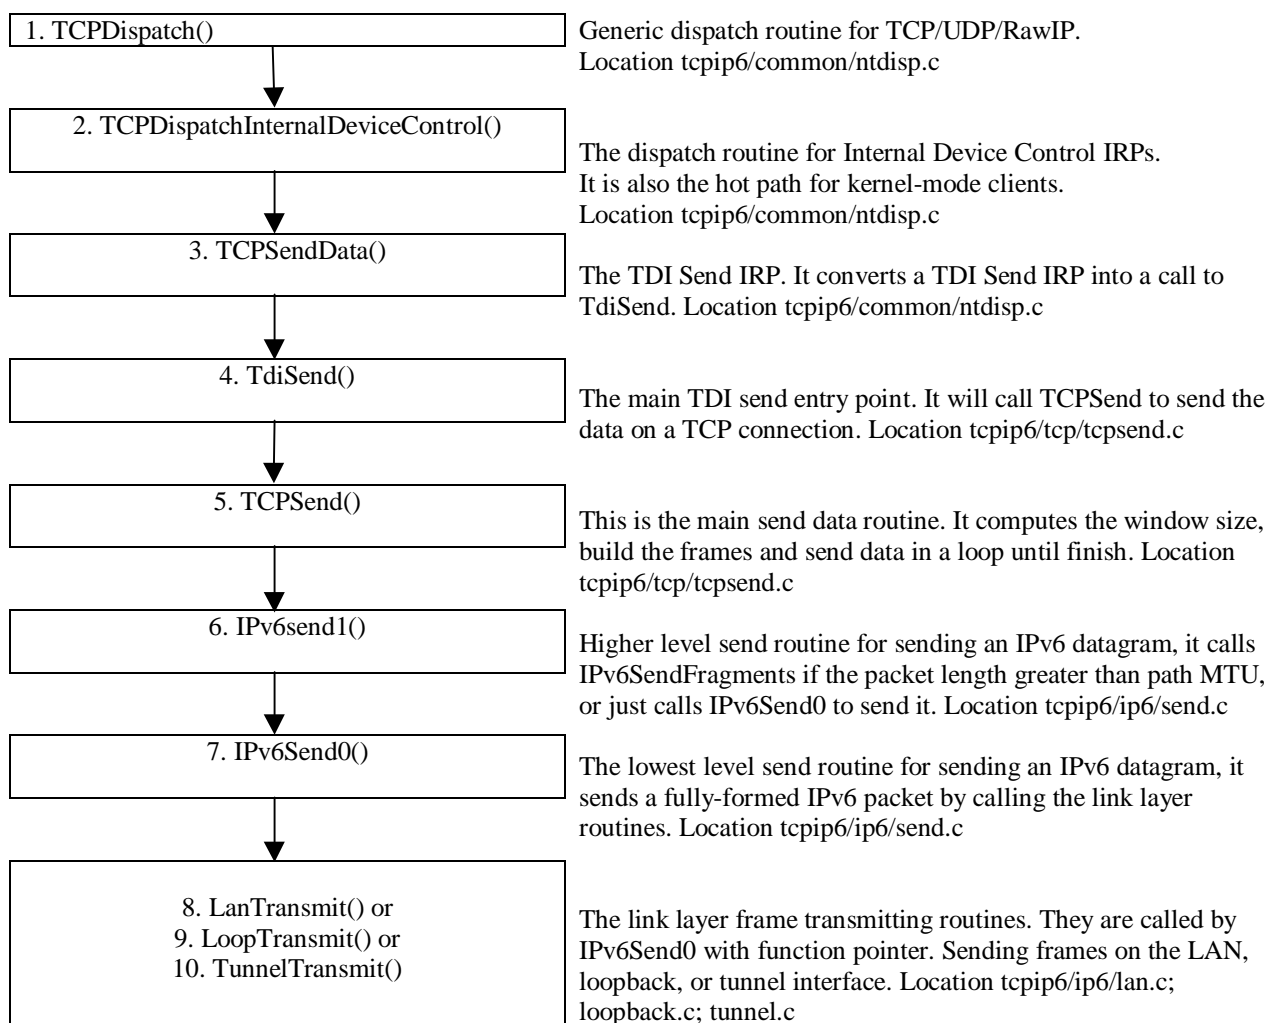 1. TCPDispatch()
Generic dispatch routine for TCP/UDP/RawIP.
Location tcpip6/common/ntdisp.c
2. TCPDispatchInternalDeviceControl()
The dispatch routine for Internal Device Control IRPs.
It is also the hot path for kernel-mode clients.
Location tcpip6/common/ntdisp.c
3. TCPSendData()
The TDI Send IRP. It converts a TDI Send IRP into a call to
TdiSend. Location tcpip6/common/ntdisp.c
4. TdiSend()
The main TDI send entry point. It will call TCPSend to send the
data on a TCP connection. Location tcpip6/tcp/tcpsend.c
5. TCPSend()
This is the main send data routine. It computes the window size,
build the frames and send data in a loop until finish. Location
tcpip6/tcp/tcpsend.c
6. IPv6send1()
Higher level send routine for sending an IPv6 datagram, it calls
IPv6SendFragments if the packet length greater than path MTU,
or just calls IPv6Send0 to send it. Location tcpip6/ip6/send.c
7. IPv6Send0()
The lowest level send routine for sending an IPv6 datagram, it
sends a fully-formed IPv6 packet by calling the link layer
routines. Location tcpip6/ip6/send.c
8. LanTransmit() or
9. LoopTransmit() or
10. TunnelTransmit()
The link layer frame transmitting routines. They are called by
IPv6Send0 with function pointer. Sending frames on the LAN,
loopback, or tunnel interface. Location tcpip6/ip6/lan.c;
loopback.c; tunnel.c